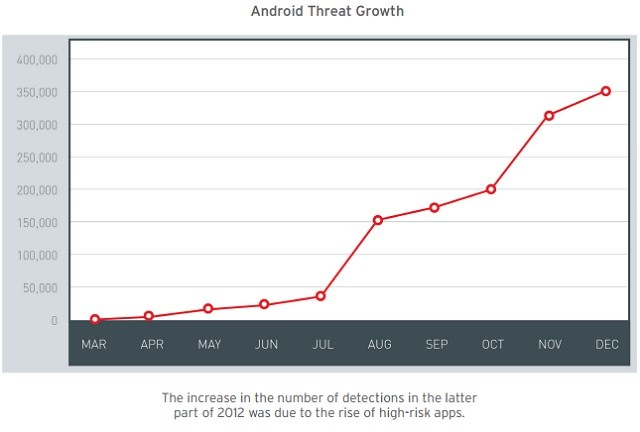 Android Threat Growth
400,000
350,000
300,000
250,000
200,000
150,000
100,000
50,000
0
MAR APR MAY JUN JUL AUG SEP OCT NOV DEC
The increase in the number of detections in the latter
part of 2012 was due to the rise of high-risk apps.